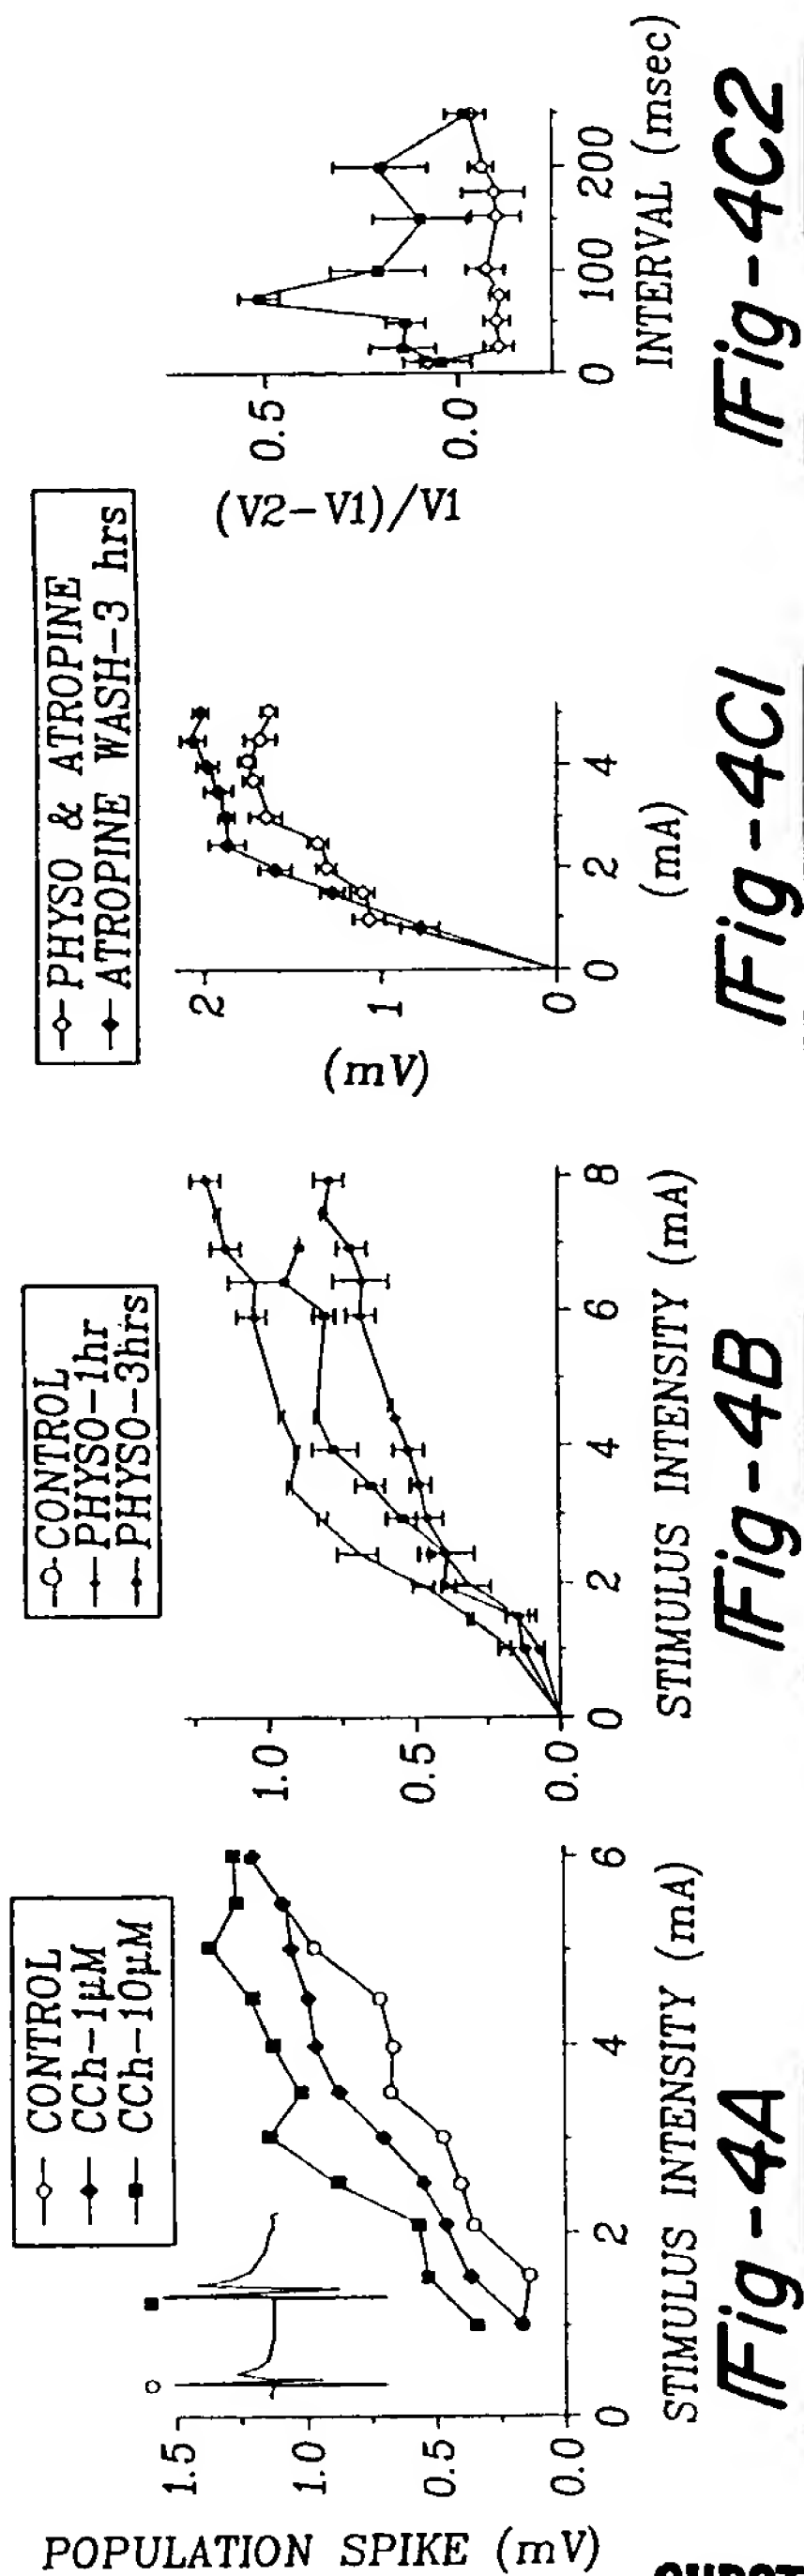 CONTROL
CCh-1µM
CCh-10µM
POPULATION SPIKE (mV)
1.5
1.0
0.5
0.0
0
2
4
6
STIMULUS INTENSITY (mA)
Fig-4A
CONTROL
PHYSO-1hr
PHYSO-3hrs
1.0
0.5
0.0
0
2
4
6
8
STIMULUS INTENSITY (mA)
Fig-4B
PHYSO & ATROPINE
ATROPINE WASH-3 hrs
(mV)
2
1
0
0
2
4
(mA)
Fig-4C1
(V2-V1)/V1
0.5
0.0
0
100
200
INTERVAL (msec)
Fig-4C2